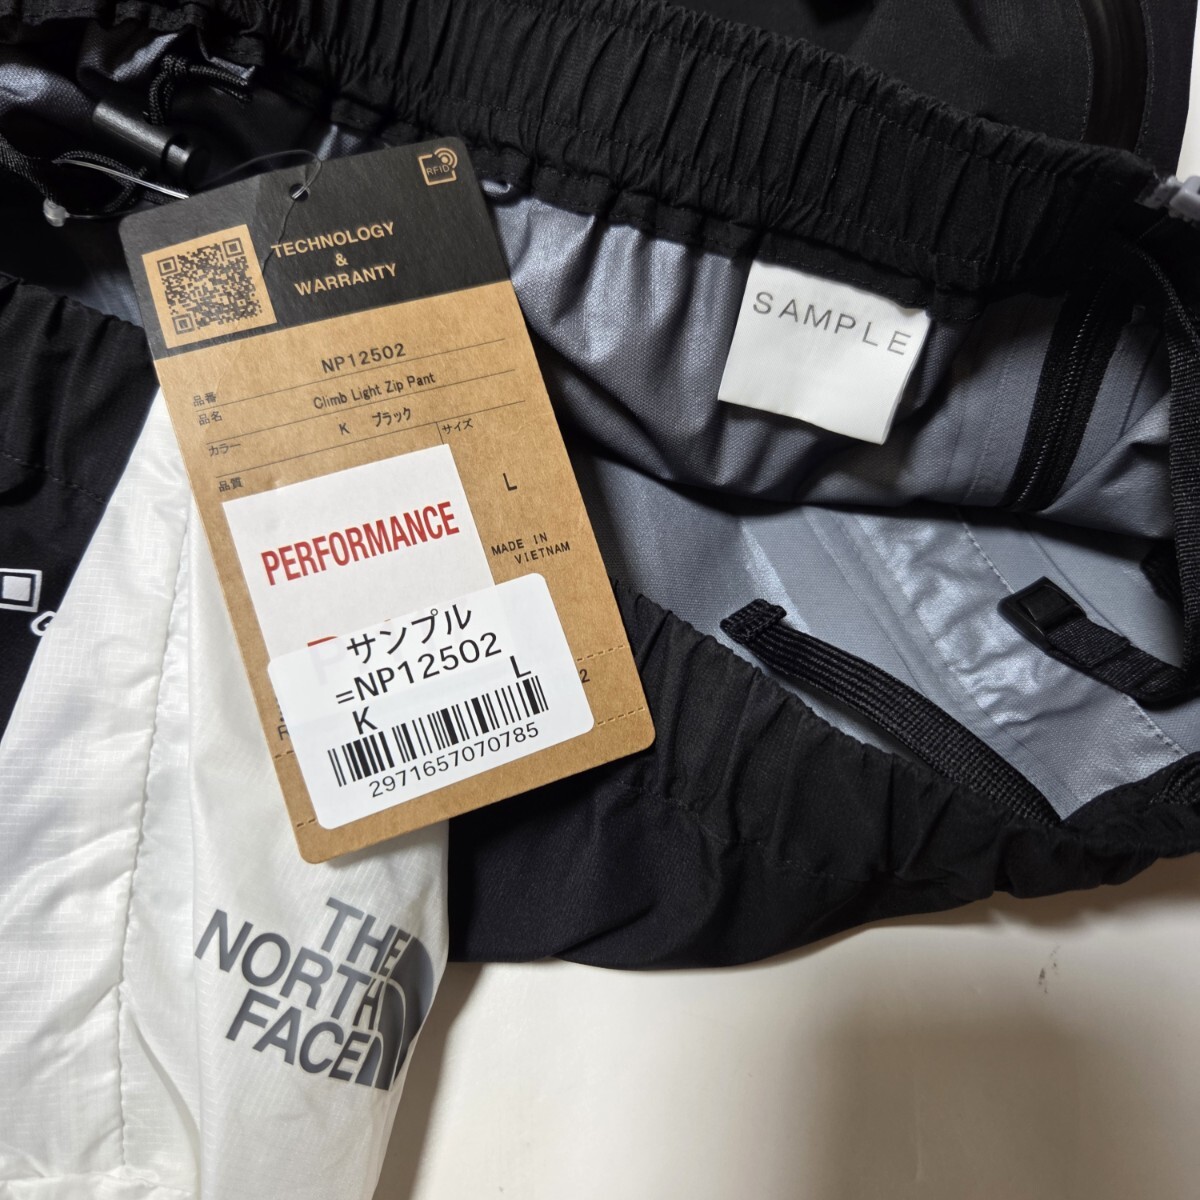 RFID
TECHNOLOGY
&
WARRANTY
品番 NP12502
品名 Climb Light Zip Pant
カラー K ブラック
品質 サイズ
L
PERFORMANCE
MADE IN
VIETNAM
サンプル
=NP12502
K L
2971657070785
SAMPLE
THE
NORTH
FACE